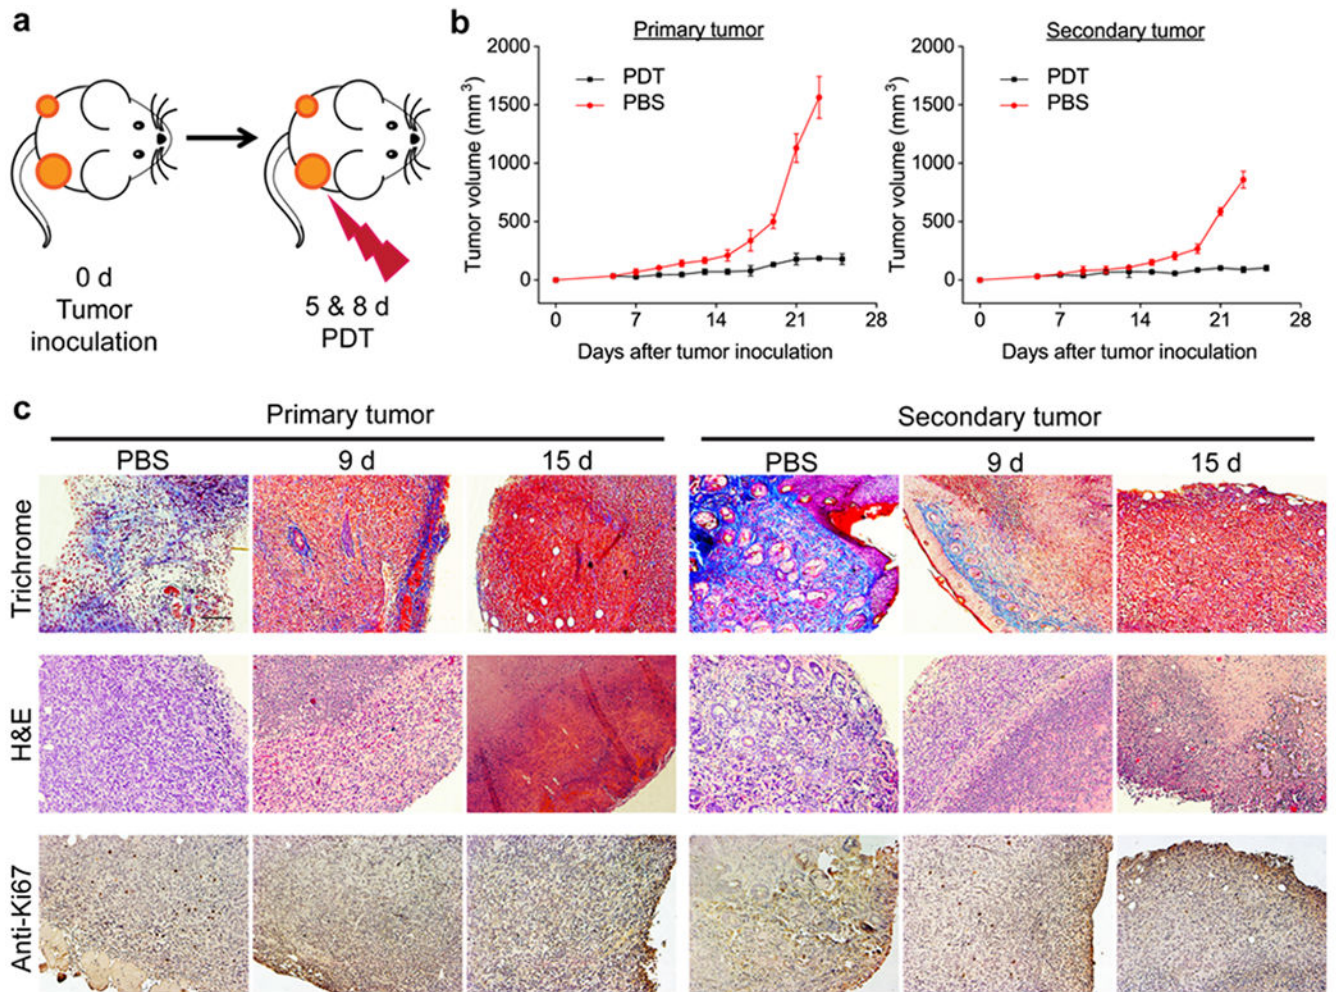 a
0 d
Tumor
inoculation
5 & 8 d
PDT
b
Primary tumor
2000
1500
1000
500
0
Tumor volume (mm³)
PDT
PBS
0 7 14 21 28
Days after tumor inoculation
Secondary tumor
2000
1500
1000
500
0
Tumor volume (mm³)
PDT
PBS
0 7 14 21 28
Days after tumor inoculation
c
Primary tumor Secondary tumor
PBS 9 d 15 d PBS 9 d 15 d
Trichrome
H&E
Anti-Ki67